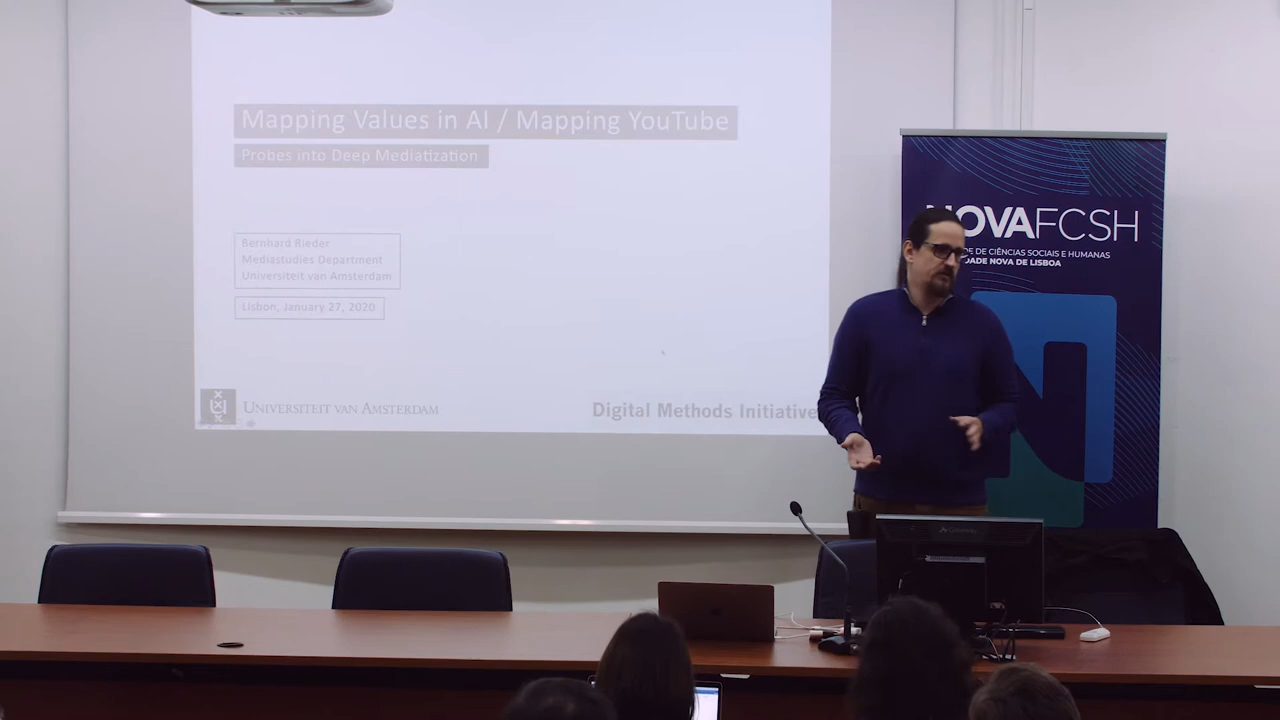 Mapping Values in AI / Mapping YouTube
Probes into Deep Mediatization
Bernhard Rieder
Mediastudies Department
Universiteit van Amsterdam
Lisbon, January 27, 2020
UNIVERSITEIT VAN AMSTERDAM
Digital Methods Initiative
NOVAFCSH
DE CIÊNCIAS SOCIAIS E HUMANAS
DADE NOVA DE LISBOA